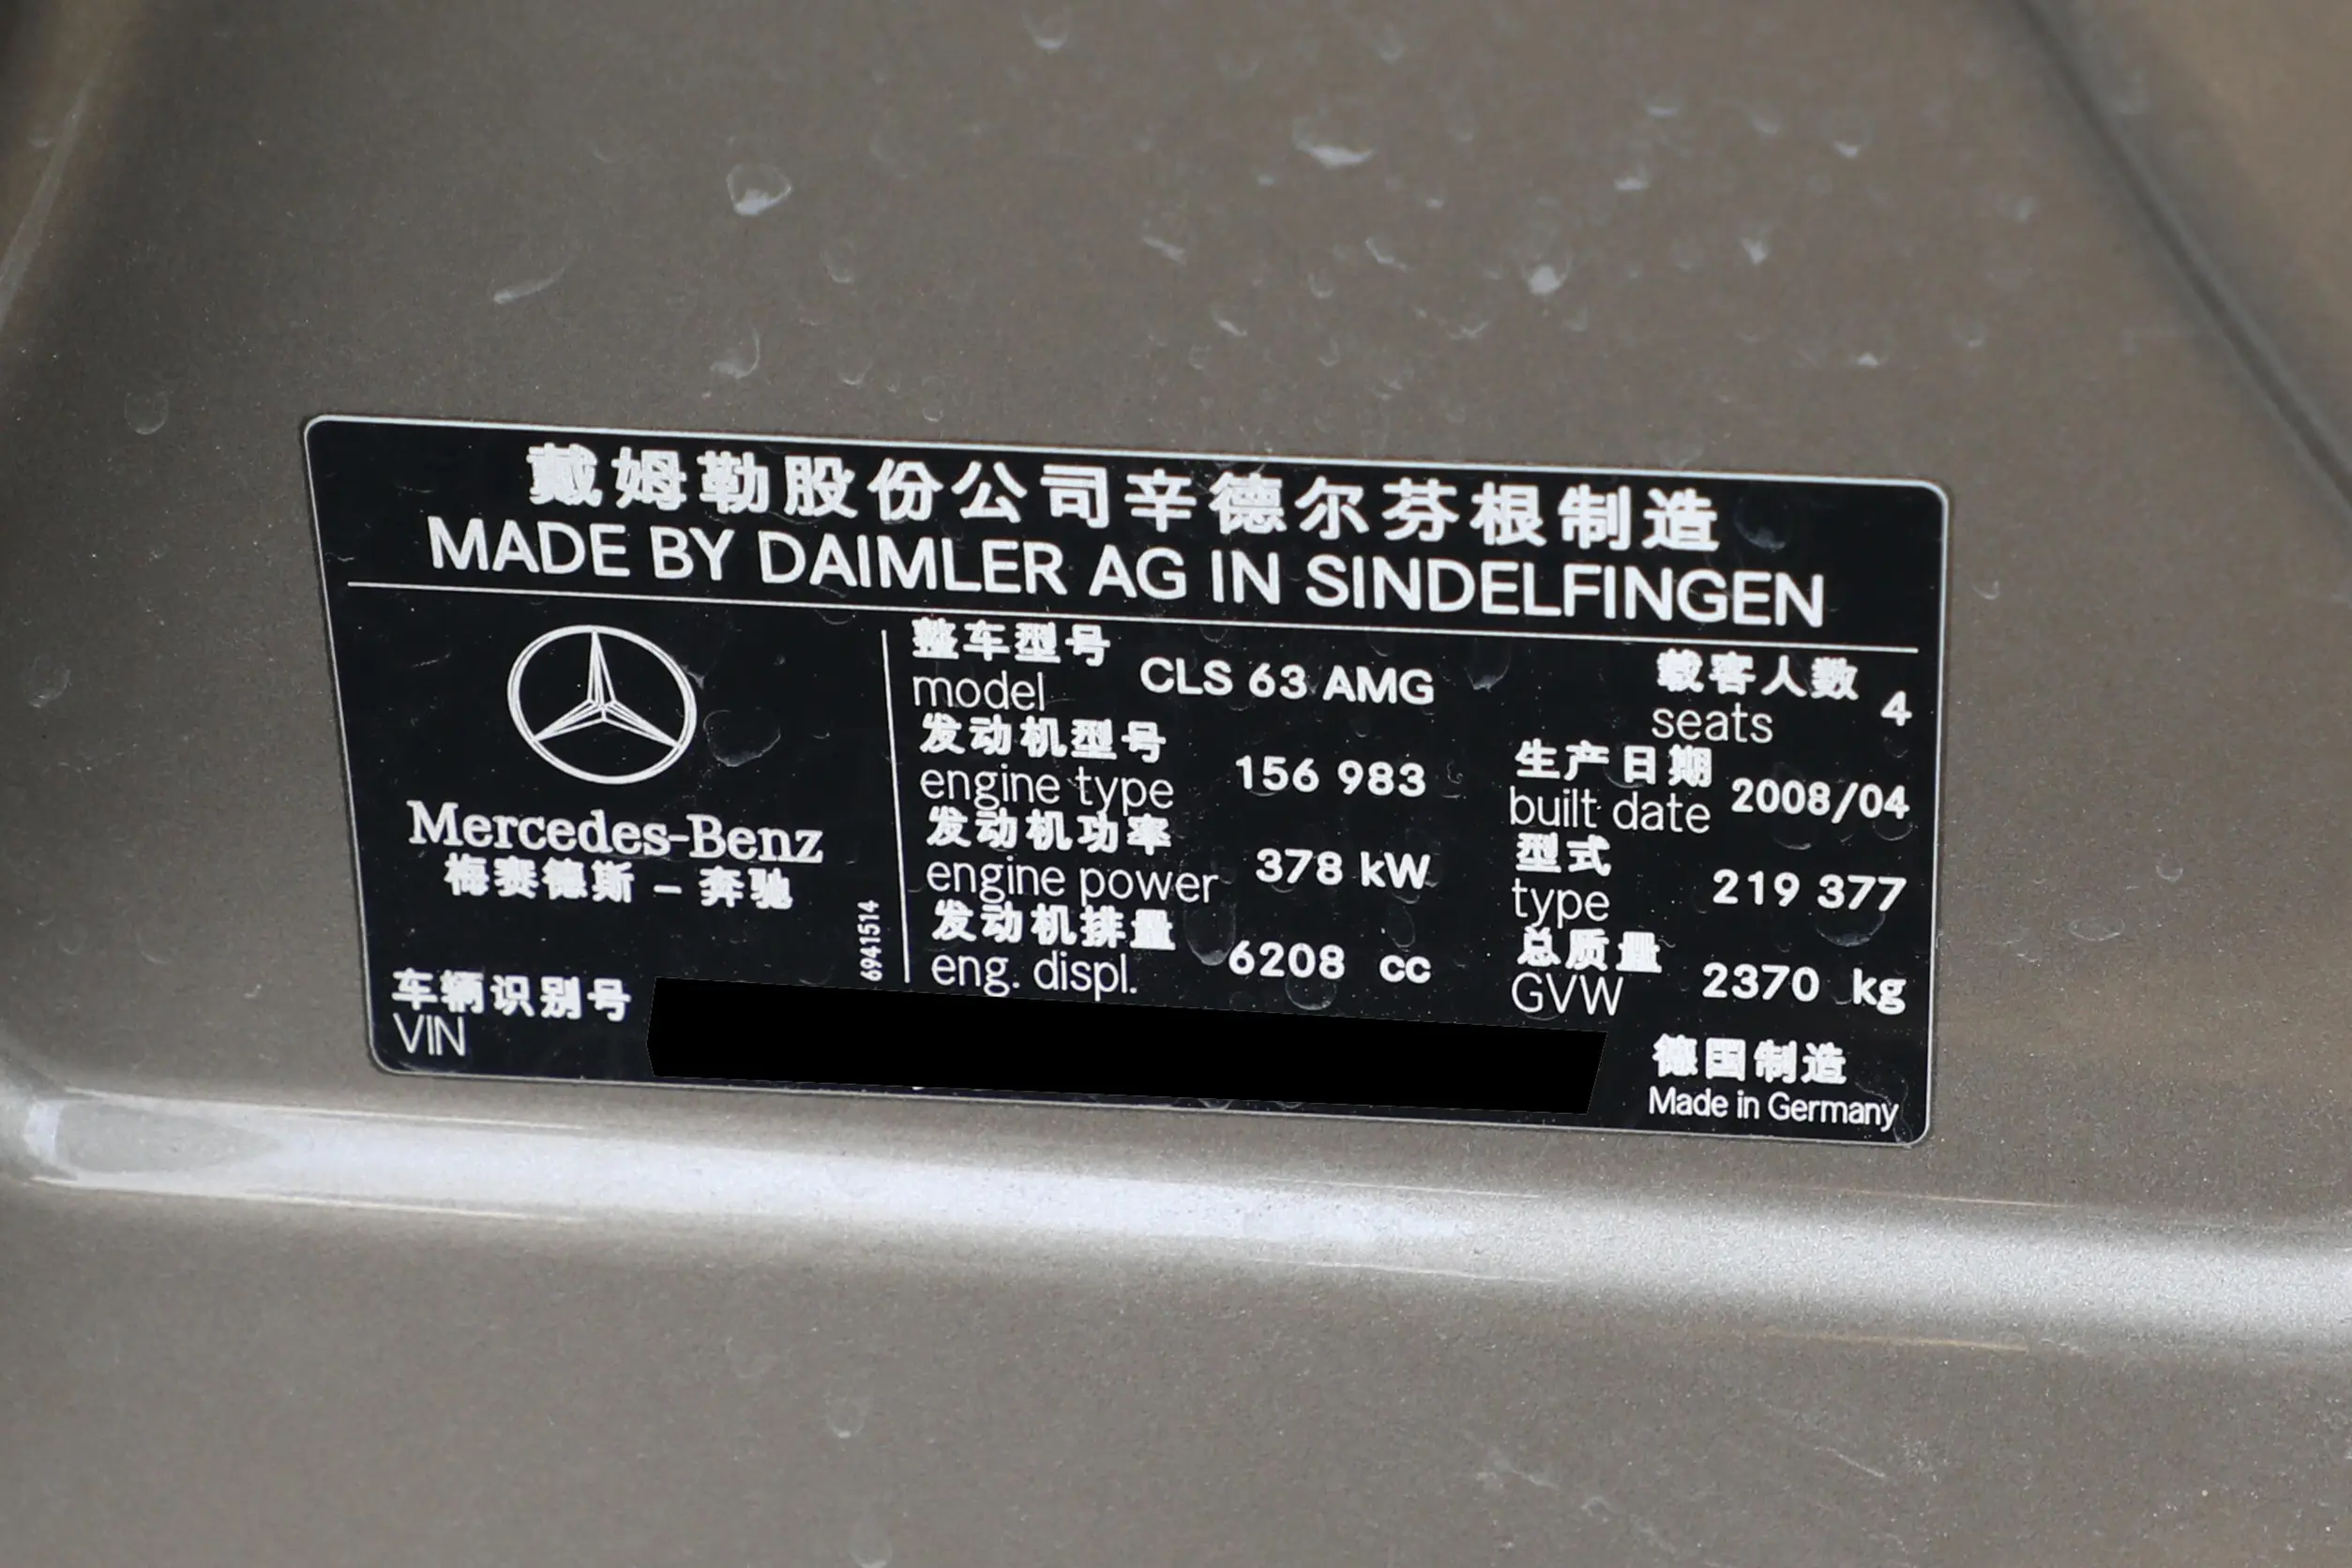 戴姆勒股份公司辛德尔芬根制造
MADE BY DAIMLER AG IN SINDELFINGEN
Mercedes-Benz
梅赛德斯 – 奔驰
6941514
整车型号
model CLS 63 AMG
载客人数
seats 4
发动机型号
engine type 156 983
生产日期
built date 2008/04
发动机功率
engine power 378 kW
型式
type 219 377
发动机排量
eng. displ. 6208 cc
总质量
GVW 2370 kg
车辆识别号
VIN
德国制造
Made in Germany